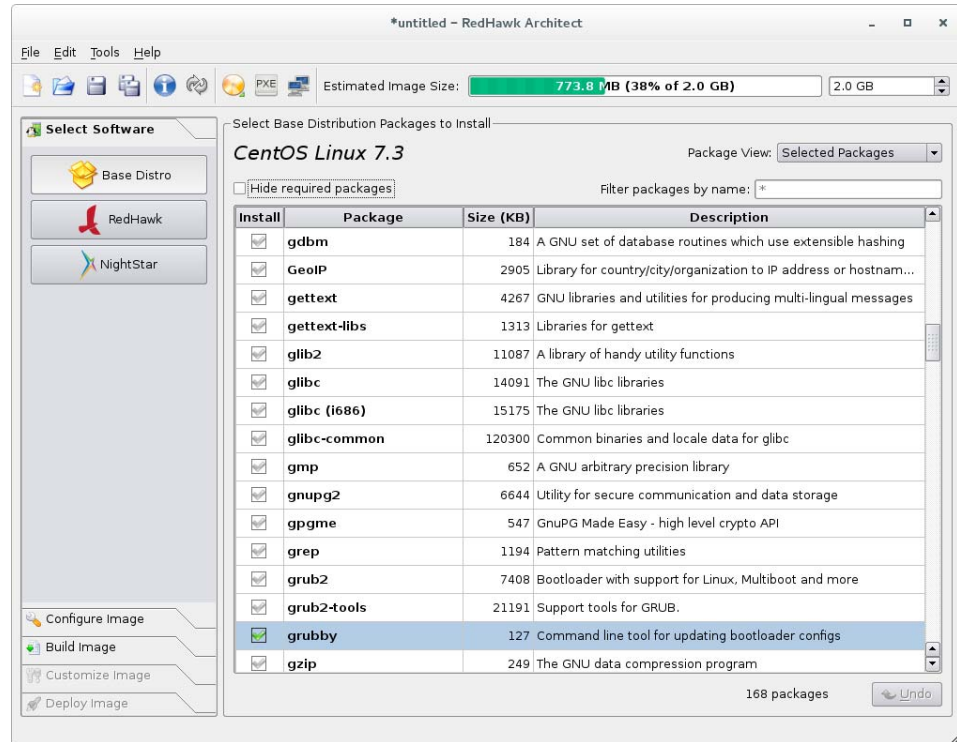 *untitled – RedHawk Architect
File Edit Tools Help
PXE Estimated Image Size: 773.8 MB (38% of 2.0 GB) 2.0 GB
Select Software
Base Distro
RedHawk
NightStar
Configure Image
Build Image
Customize Image
Deploy Image
Select Base Distribution Packages to Install
CentOS Linux 7.3 Package View: Selected Packages
Hide required packages Filter packages by name: *
Install Package Size (KB) Description
gdbm 184 A GNU set of database routines which use extensible hashing
GeoIP 2905 Library for country/city/organization to IP address or hostnam...
gettext 4267 GNU libraries and utilities for producing multi-lingual messages
gettext-libs 1313 Libraries for gettext
glib2 11087 A library of handy utility functions
glibc 14091 The GNU libc libraries
glibc (i686) 15175 The GNU libc libraries
glibc-common 120300 Common binaries and locale data for glibc
gmp 652 A GNU arbitrary precision library
gnupg2 6644 Utility for secure communication and data storage
gpgme 547 GnuPG Made Easy - high level crypto API
grep 1194 Pattern matching utilities
grub2 7408 Bootloader with support for Linux, Multiboot and more
grub2-tools 21191 Support tools for GRUB.
grubby 127 Command line tool for updating bootloader configs
gzip 249 The GNU data compression program
168 packages Undo